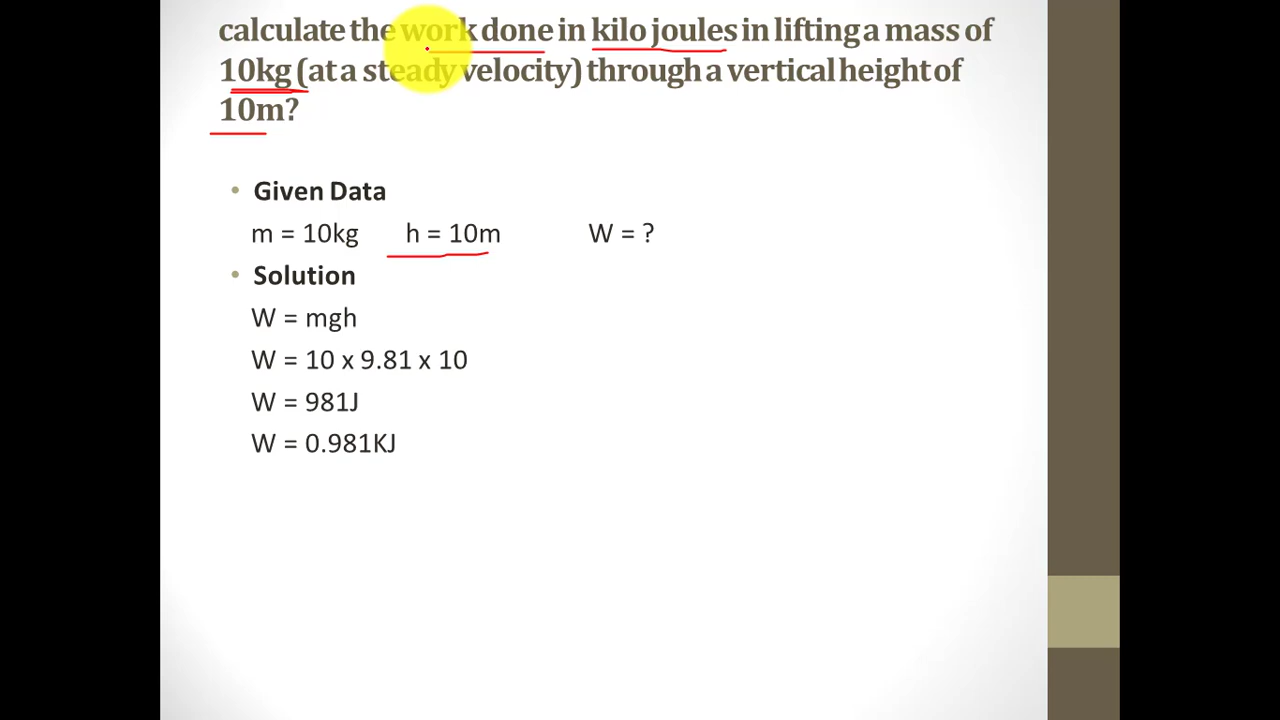 calculate the work done in kilo joules in lifting a mass of
10kg (at a steady velocity) through a vertical height of
10m?
• Given Data
m = 10kg h = 10m W = ?
• Solution
W = mgh
W = 10 x 9.81 x 10
W = 981J
W = 0.981KJ